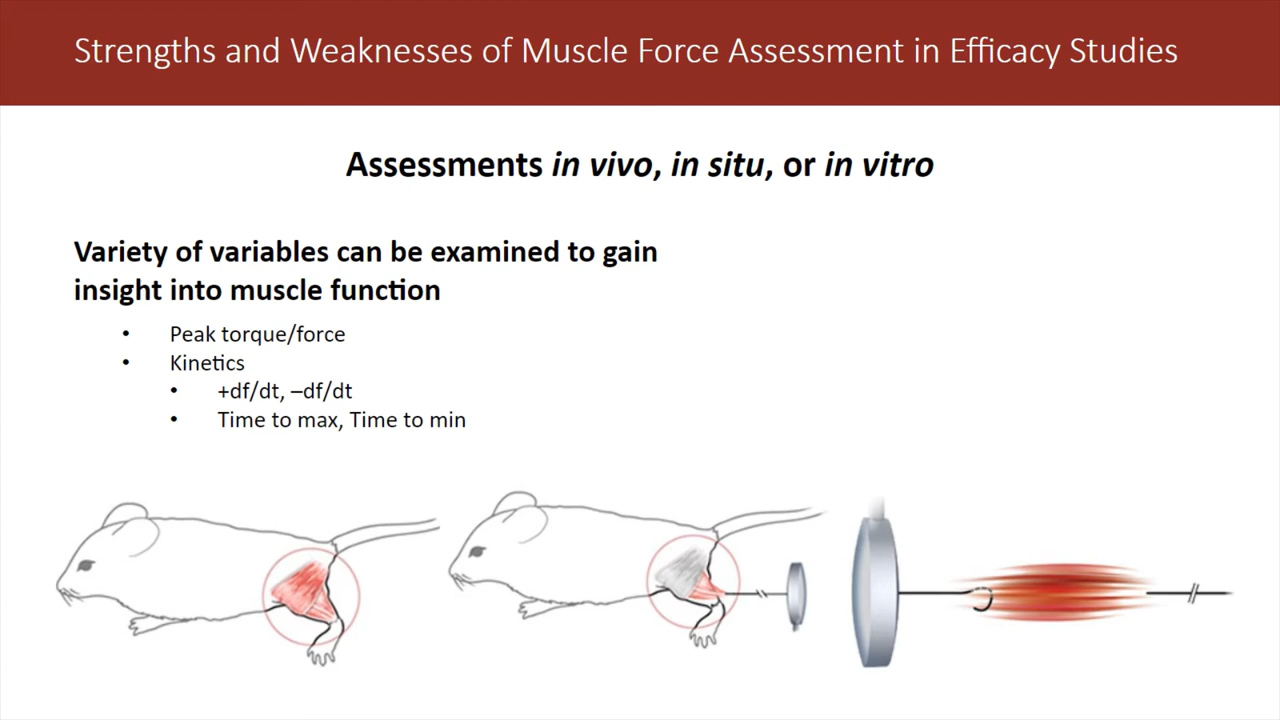 Strengths and Weaknesses of Muscle Force Assessment in Efficacy Studies
Assessments in vivo, in situ, or in vitro
Variety of variables can be examined to gain
insight into muscle function
• Peak torque/force
• Kinetics
• +df/dt, –df/dt
• Time to max, Time to min